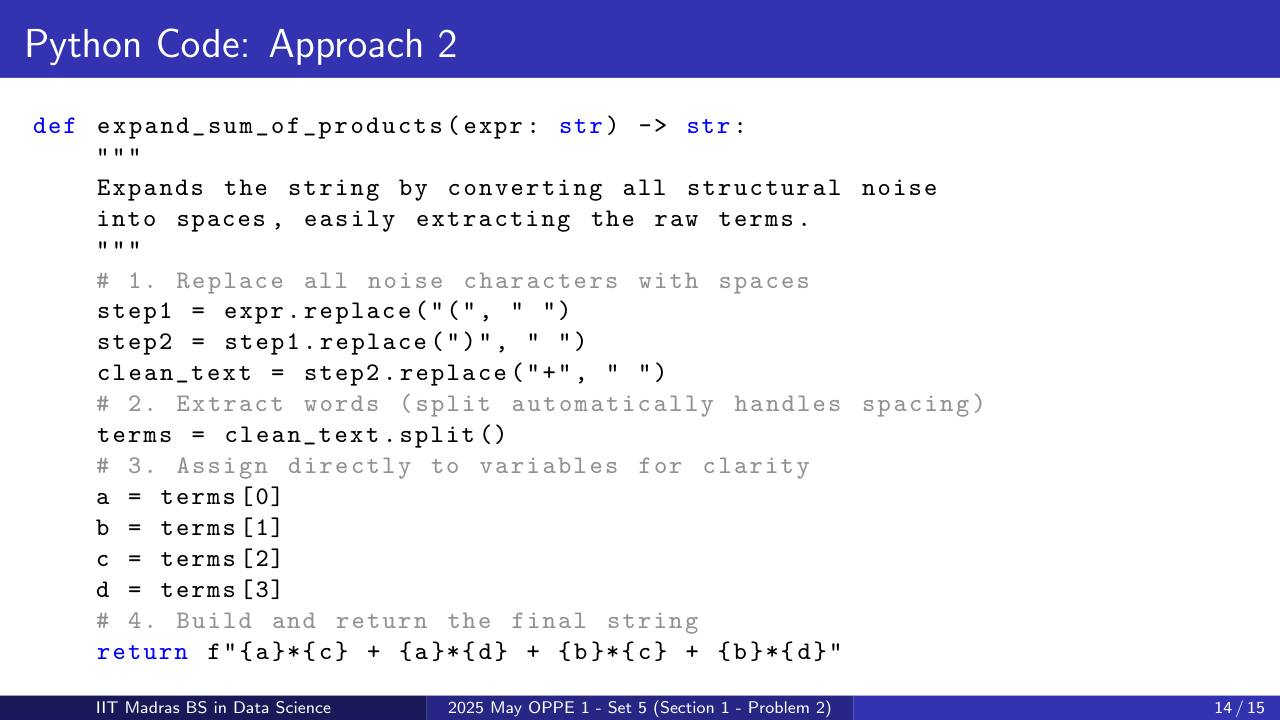 Python Code: Approach 2
def expand_sum_of_products(expr: str) -> str:
    """
    Expands the string by converting all structural noise
    into spaces, easily extracting the raw terms.
    """
    # 1. Replace all noise characters with spaces
    step1 = expr.replace("(", " ")
    step2 = step1.replace(")", " ")
    clean_text = step2.replace("+", " ")
    # 2. Extract words (split automatically handles spacing)
    terms = clean_text.split()
    # 3. Assign directly to variables for clarity
    a = terms[0]
    b = terms[1]
    c = terms[2]
    d = terms[3]
    # 4. Build and return the final string
    return f"{a}*{c} + {a}*{d} + {b}*{c} + {b}*{d}"
IIT Madras BS in Data Science
2025 May OPPE 1 - Set 5 (Section 1 - Problem 2)
14 / 15